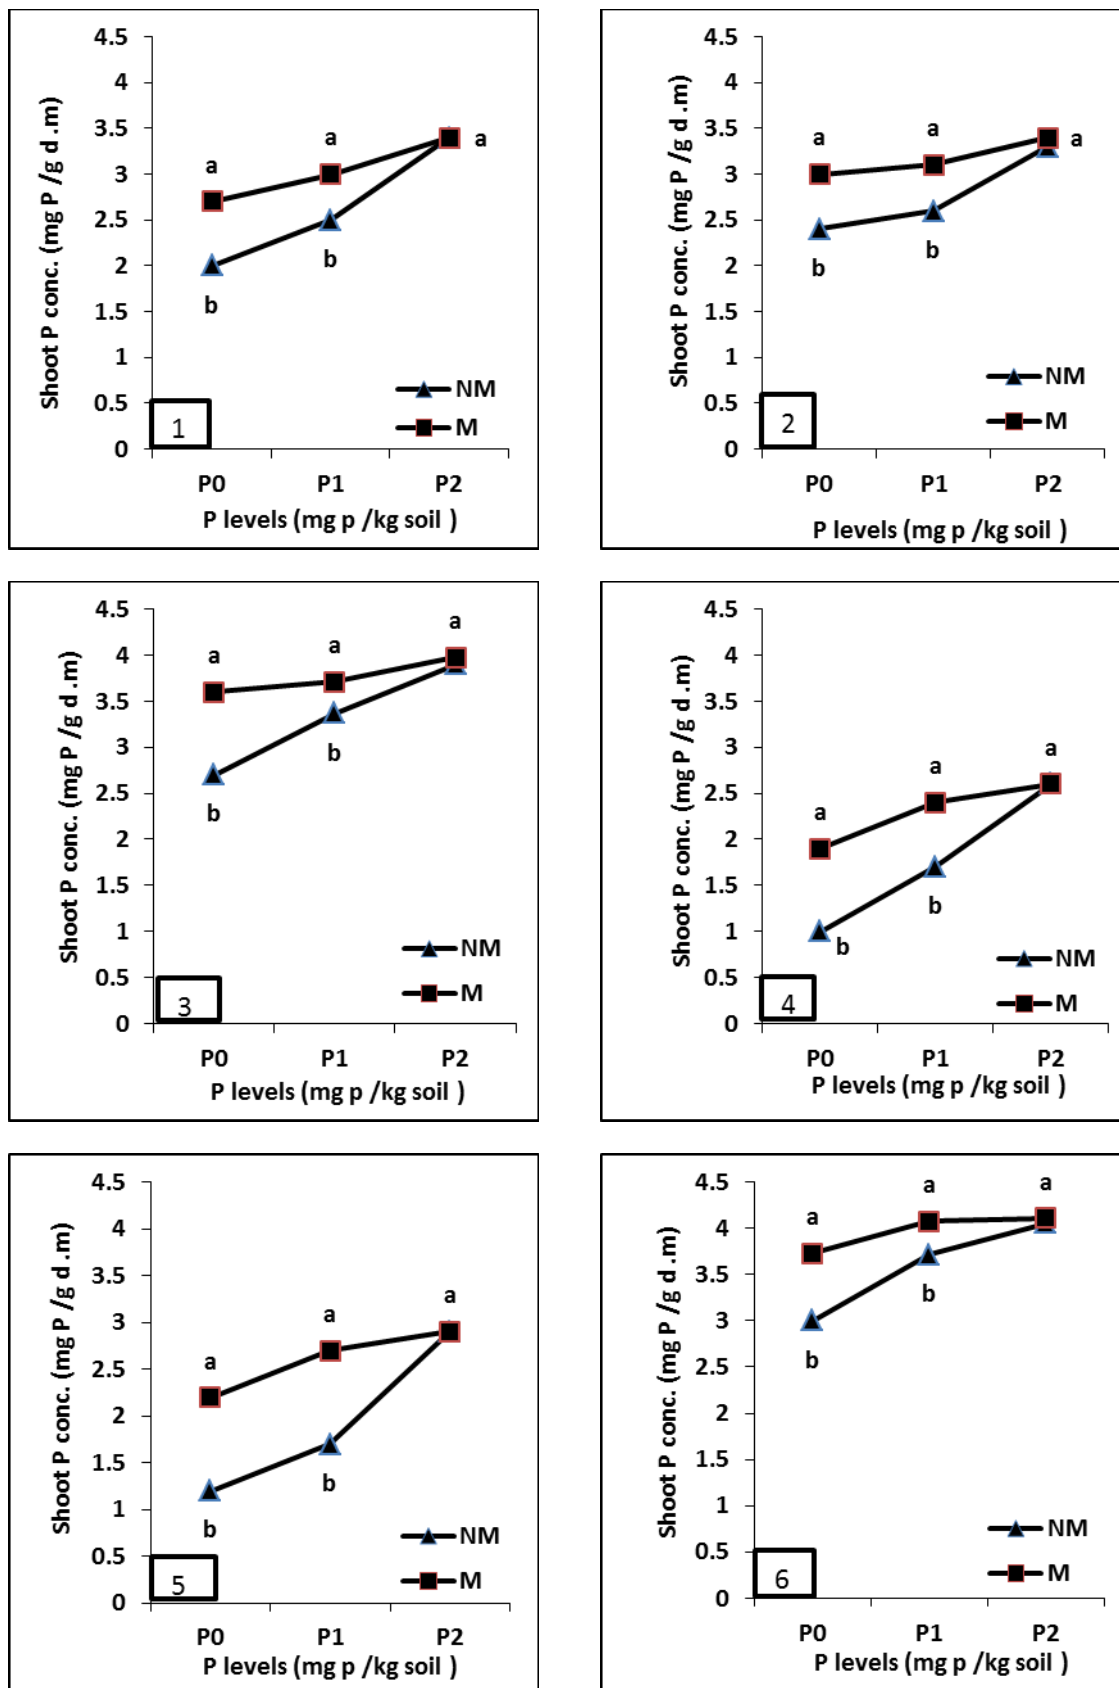 4.5
4
3.5
3
2.5
2
1.5
1
0.5
0
Shoot P conc. (mg P /g d .m)
a
a
a
b
b
NM
M
1
P0 P1 P2
P levels (mg p /kg soil )
4.5
4
3.5
3
2.5
2
1.5
1
0.5
0
Shoot P conc. (mg P /g d .m)
a
a
a
b
b
NM
M
2
P0 P1 P2
P levels (mg p /kg soil )
4.5
4
3.5
3
2.5
2
1.5
1
0.5
0
Shoot P conc. (mg P /g d .m)
a
a
a
b
b
NM
M
3
P0 P1 P2
P levels (mg p /kg soil )
4.5
4
3.5
3
2.5
2
1.5
1
0.5
0
Shoot P conc. (mg P /g d .m)
a
a
a
b
b
NM
M
4
P0 P1 P2
P levels (mg p /kg soil )
4.5
4
3.5
3
2.5
2
1.5
1
0.5
0
Shoot P conc. (mg P /g d .m)
a
a
a
b
b
NM
M
5
P0 P1 P2
P levels (mg p /kg soil )
4.5
4
3.5
3
2.5
2
1.5
1
0.5
0
Shoot P conc. (mg P /g d .m)
a
a
a
b
b
NM
M
6
P0 P1 P2
P levels (mg p /kg soil )